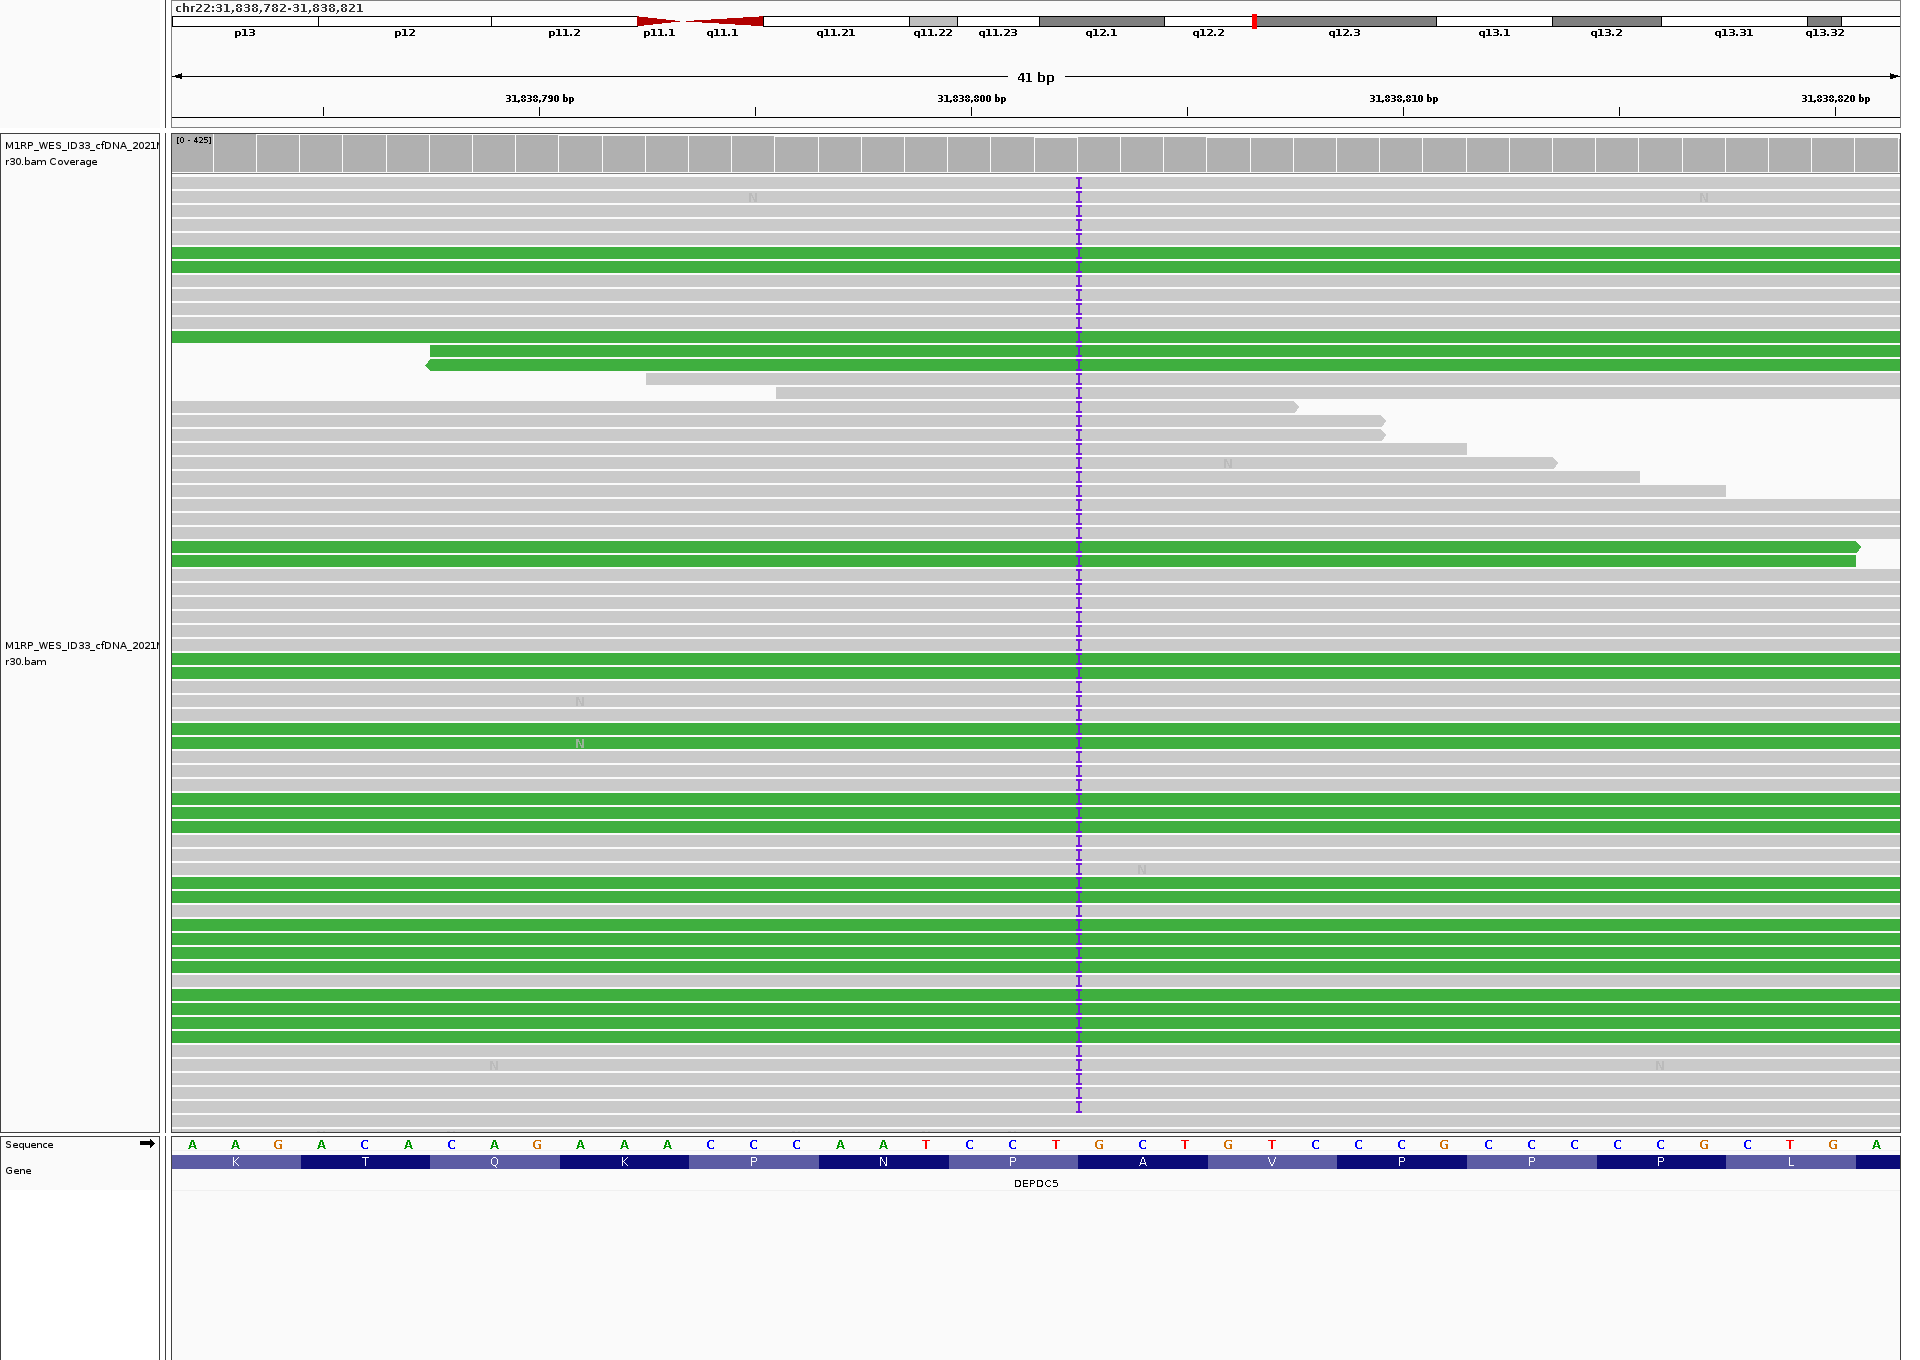 chr22:31,838,782-31,838,821
p13 p12 p11.2 p11.1 q11.1 q11.21 q11.22 q11.23 q12.1 q12.2 q12.3 q13.1 q13.2 q13.31 q13.32
41 bp
31,838,790 bp 31,838,800 bp 31,838,810 bp 31,838,820 bp
M1RP_WES_ID33_cfDNA_2021M
r30.bam Coverage
[0 - 425]
N N
N
M1RP_WES_ID33_cfDNA_2021M
r30.bam
N
N
N
N N
Sequence A A G A C A C A G A A A C C C A A T C C T G C T G T C C C G C C C C C G C T G A
Gene K T Q K P N P A V P P P L
DEPDC5